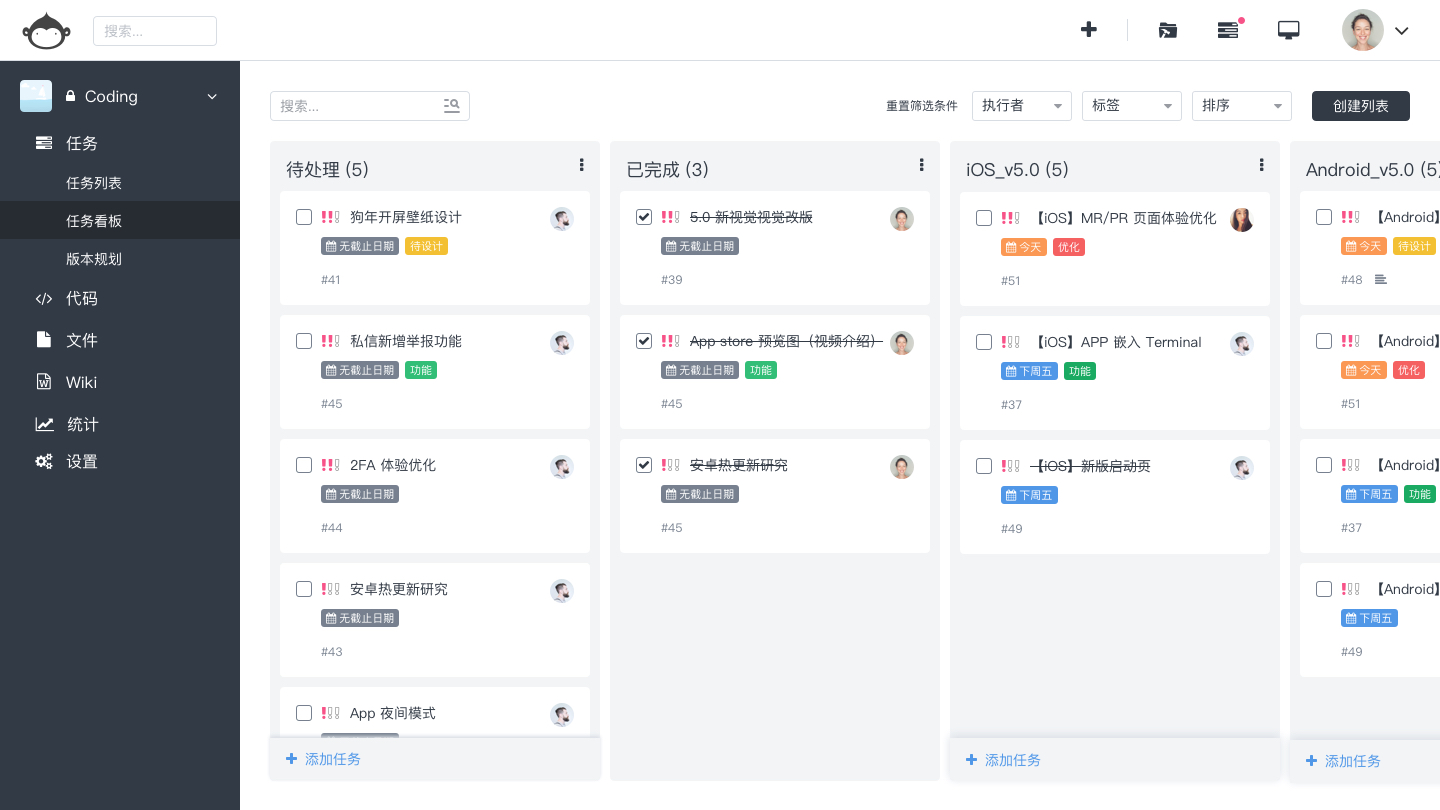 搜索...
Coding
任务
任务列表
任务看板
版本规划
代码
文件
Wiki
统计
设置
搜索...
重置筛选条件
执行者
标签
排序
创建列表
待处理 (5)
狗年开屏壁纸设计
无截止日期 待设计
#41
私信新增举报功能
无截止日期 功能
#45
2FA 体验优化
无截止日期
#44
安卓热更新研究
无截止日期
#43
App 夜间模式
添加任务
已完成 (3)
5.0 新视觉视觉改版
无截止日期
#39
App store 预览图（视频介绍）
无截止日期 功能
#45
安卓热更新研究
无截止日期
#45
iOS_v5.0 (5)
【iOS】MR/PR 页面体验优化
今天 优化
#51
【iOS】APP 嵌入 Terminal
下周五 功能
#37
【iOS】新版启动页
下周五
#49
添加任务
Android_v5.0 (5)
【Android】
今天 待设计
#48
【Android】
今天 优化
#51
【Android】
下周五 功能
#37
【Android】
下周五
#49
添加任务